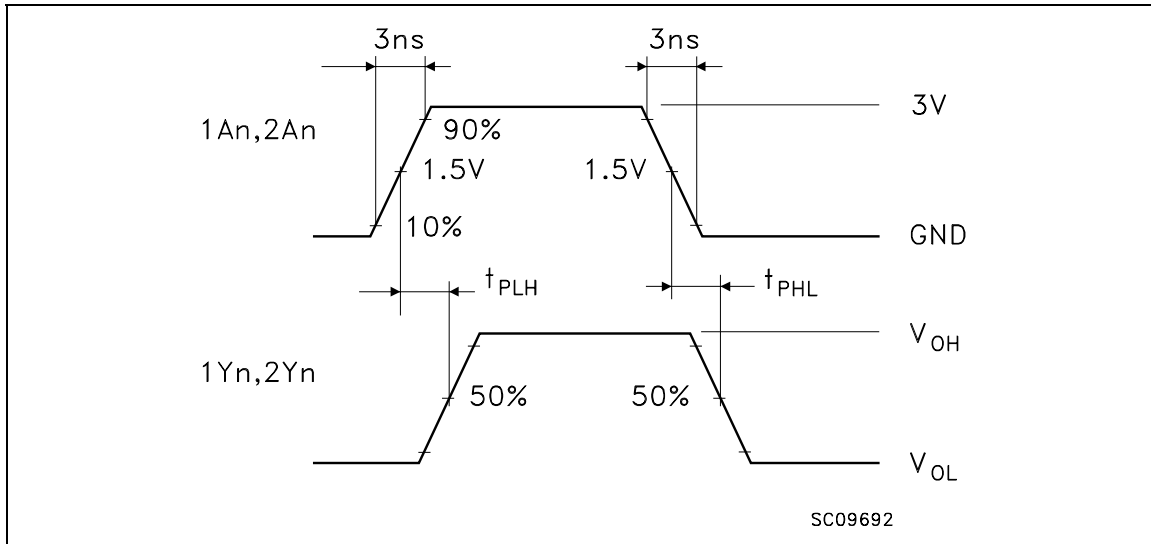 3ns 3ns
3V
1An,2An 90%
1.5V 1.5V
10%
GND
tPLH tPHL
VOH
1Yn,2Yn
50% 50%
VOL
SC09692